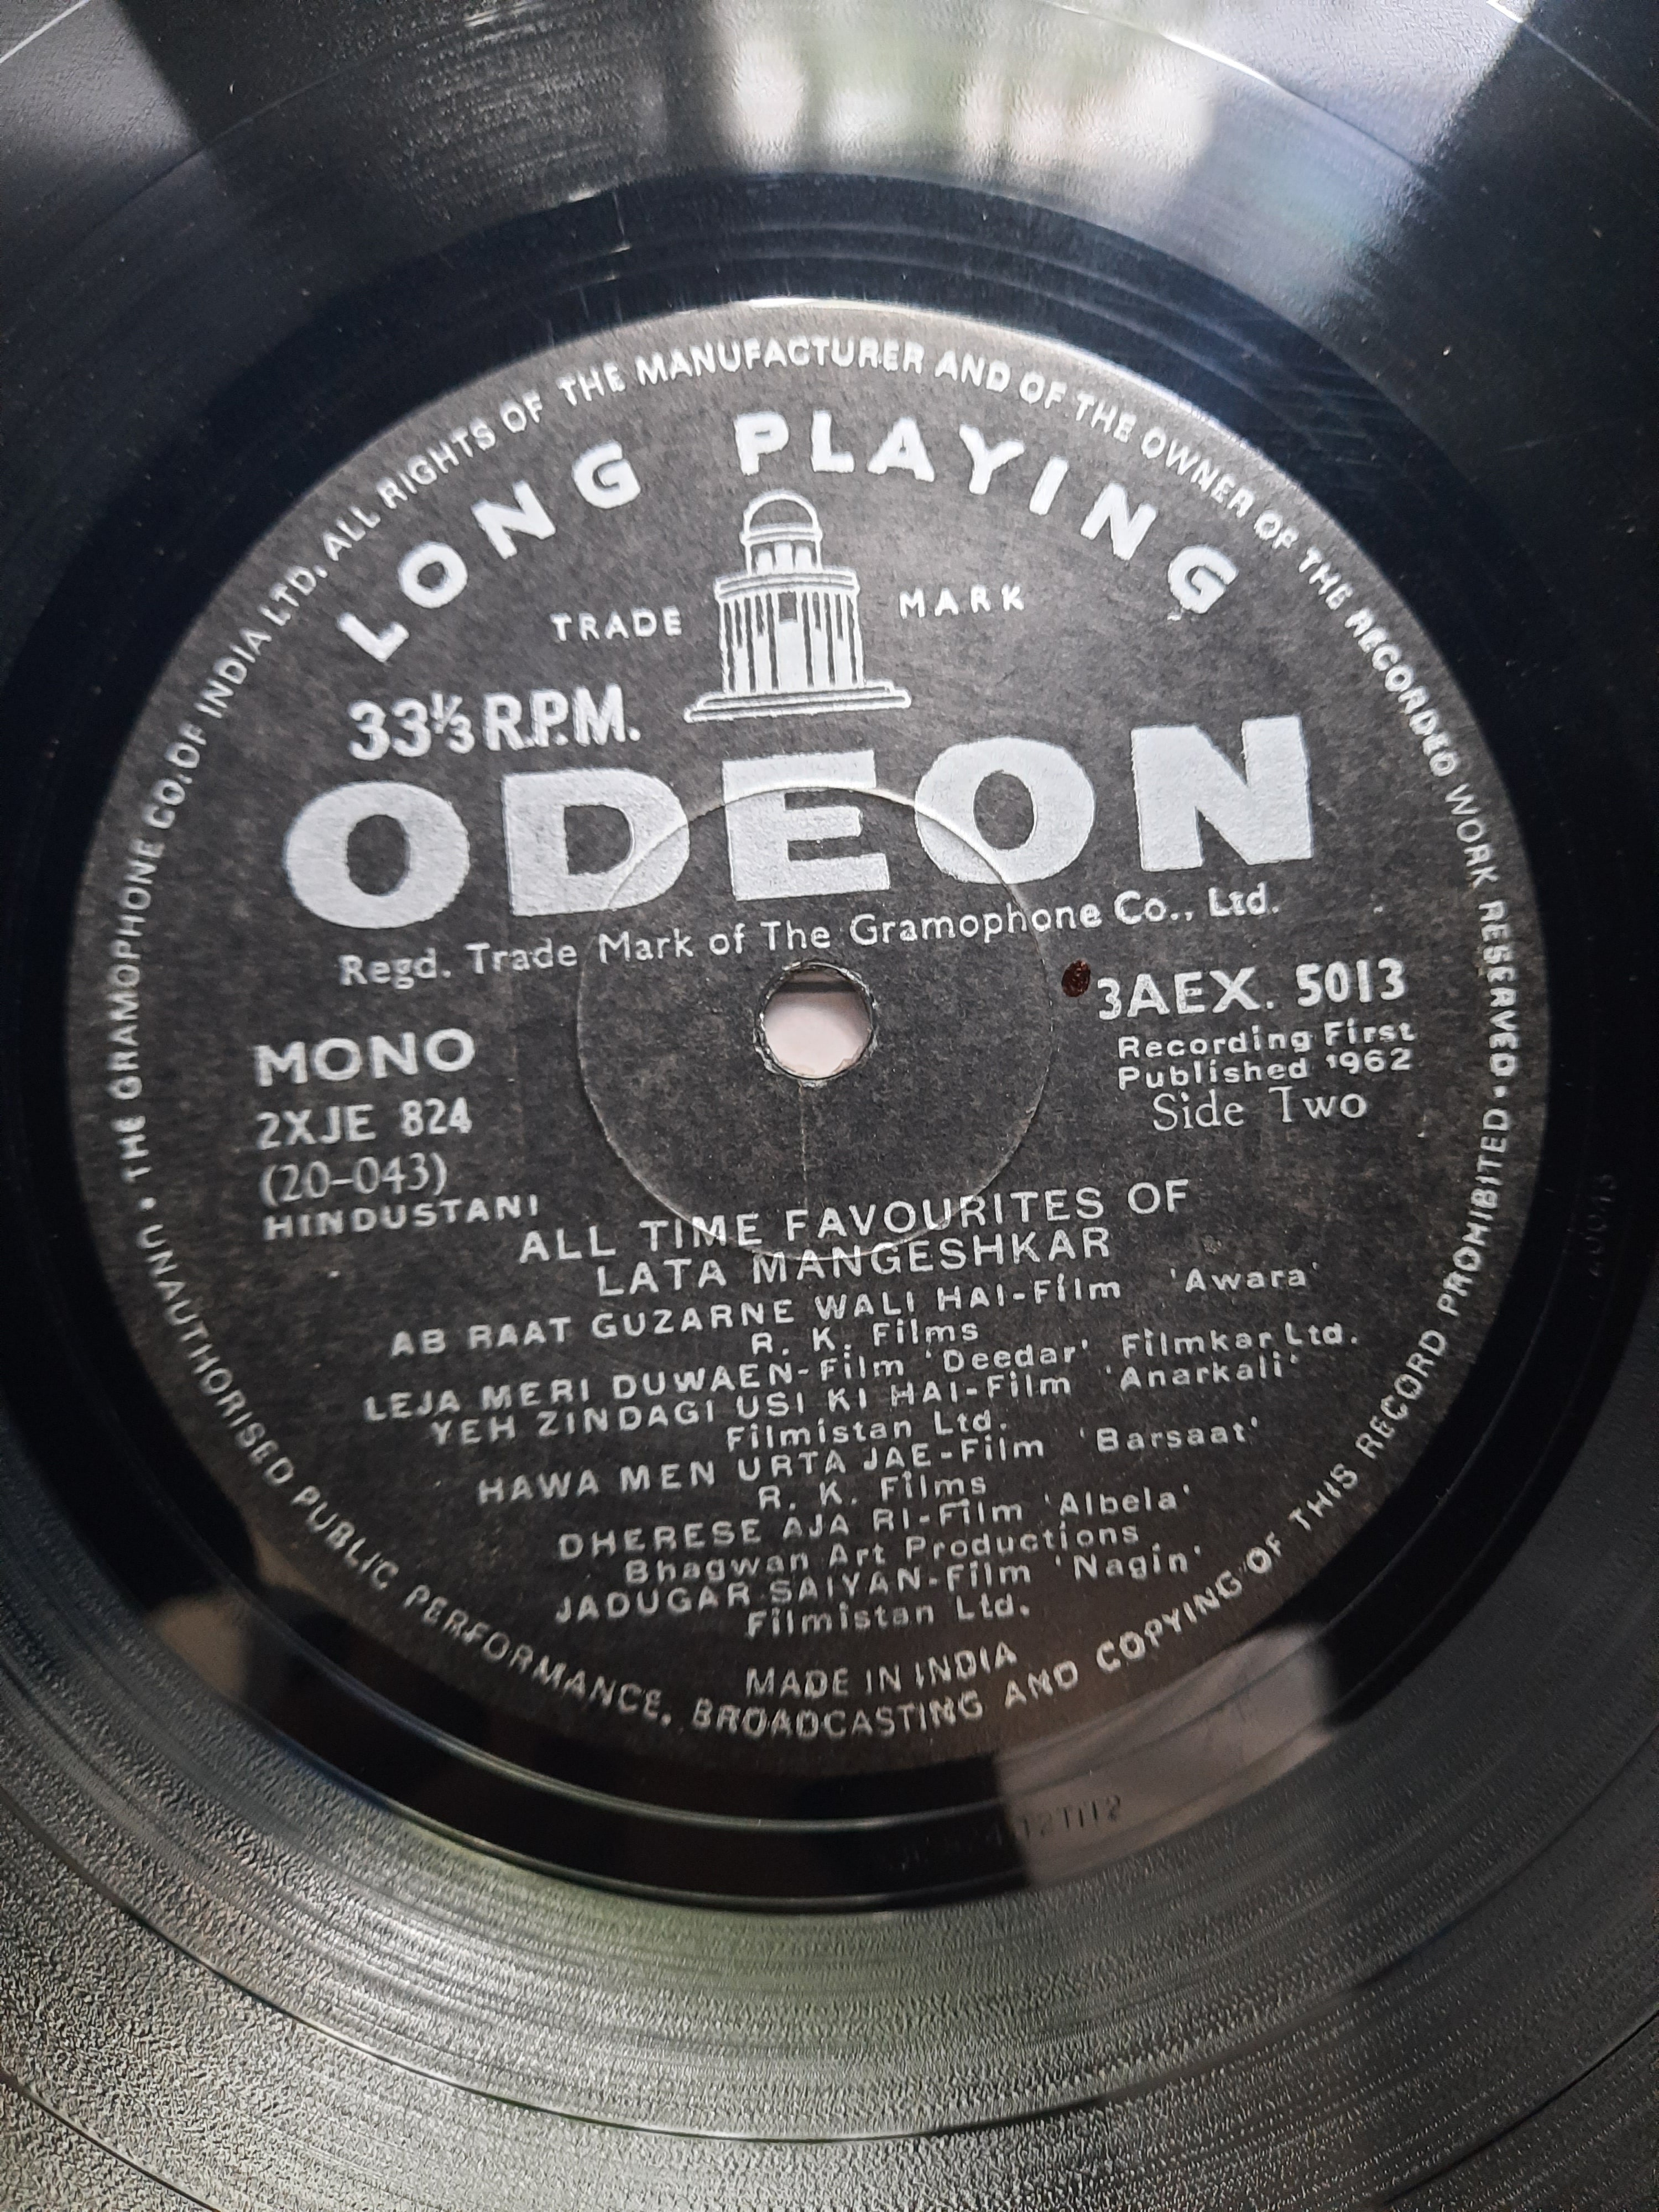 THE GRAMOPHONE CO. OF INDIA LTD. ALL RIGHTS OF THE MANUFACTURER AND OF THE OWNER OF THE RECORDED WORK RESERVED •
LONG PLAYING
TRADE MARK
33⅓ R.P.M.
ODEON
Regd. Trade Mark of The Gramophone Co., Ltd.
3AEX. 5013
Recording First
Published 1962
Side Two
MONO
2XJE 824
(20-043)
HINDUSTANI
ALL TIME FAVOURITES OF
LATA MANGESHKAR
AB RAAT GUZARNE WALI HAI-Film 'Awara'
R. K. Films
LEJA MERI DUWAEN-Film 'Deedar' Filmkar Ltd.
YEH ZINDAGI USI KI HAI-Film 'Anarkali'
Filmistan Ltd.
HAWA MEN URTA JAE-Film 'Barsaat'
R. K. Films
DHERESE AJA RI-Film 'Albela'
Bhagwan Art Productions
JADUGAR SAIYAN-Film 'Nagin'
Filmistan Ltd.
MADE IN INDIA
• UNAUTHORISED PUBLIC PERFORMANCE, BROADCASTING AND COPYING OF THIS RECORD PROHIBITED •